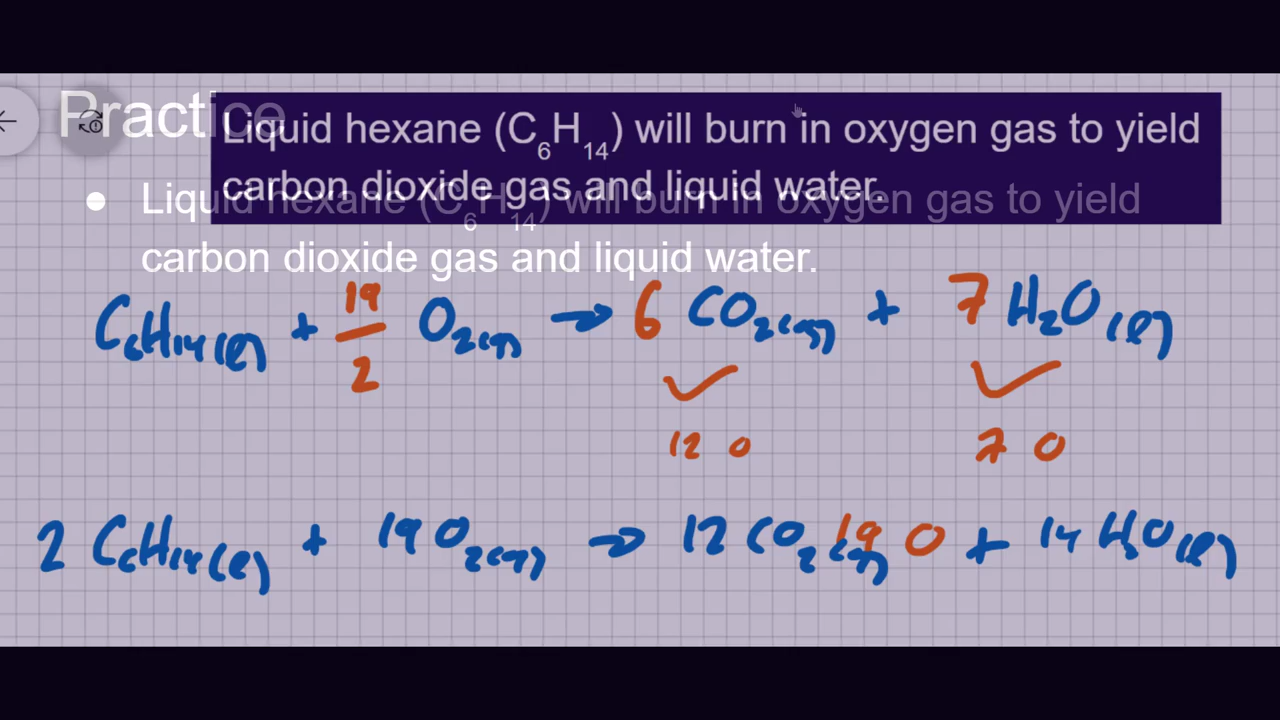 Practice
Liquid hexane (C₆H₁₄) will burn in oxygen gas to yield
carbon dioxide gas and liquid water.
● Liquid hexane (C₆H₁₄) will burn in oxygen gas to yield
carbon dioxide gas and liquid water.
C₆H₁₄(l) + 19/2 O₂(g) → 6 CO₂(g) + 7 H₂O(l)
12 O 7 O
19 O
2 C₆H₁₄(l) + 19 O₂(g) → 12 CO₂(g) + 14 H₂O(l)